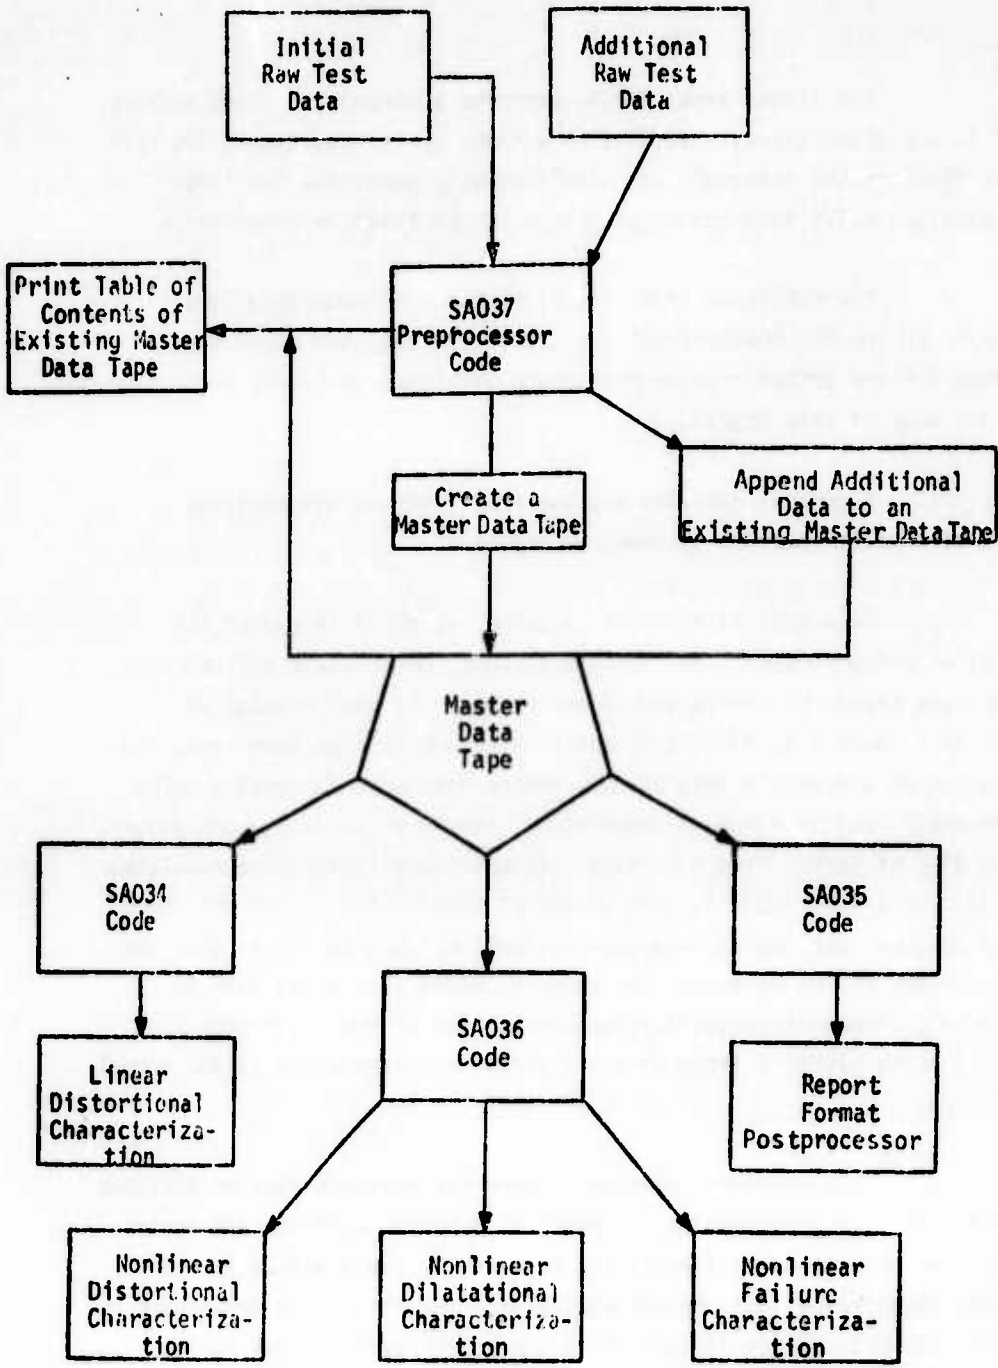 Initial
Raw Test
Data
Additional
Raw Test
Data
Print Table of
Contents of
Existing Master
Data Tape
SA037
Preprocessor
Code
Create a
Master Data Tape
Append Additional
Data to an
Existing Master Data Tape
Master
Data
Tape
SA034
Code
SA035
Code
SA036
Code
Linear
Distortional
Characteriza-
tion
Report
Format
Postprocessor
Nonlinear
Distortional
Characteriza-
tion
Nonlinear
Dilatational
Characteriza-
tion
Nonlinear
Failure
Characteriza-
tion